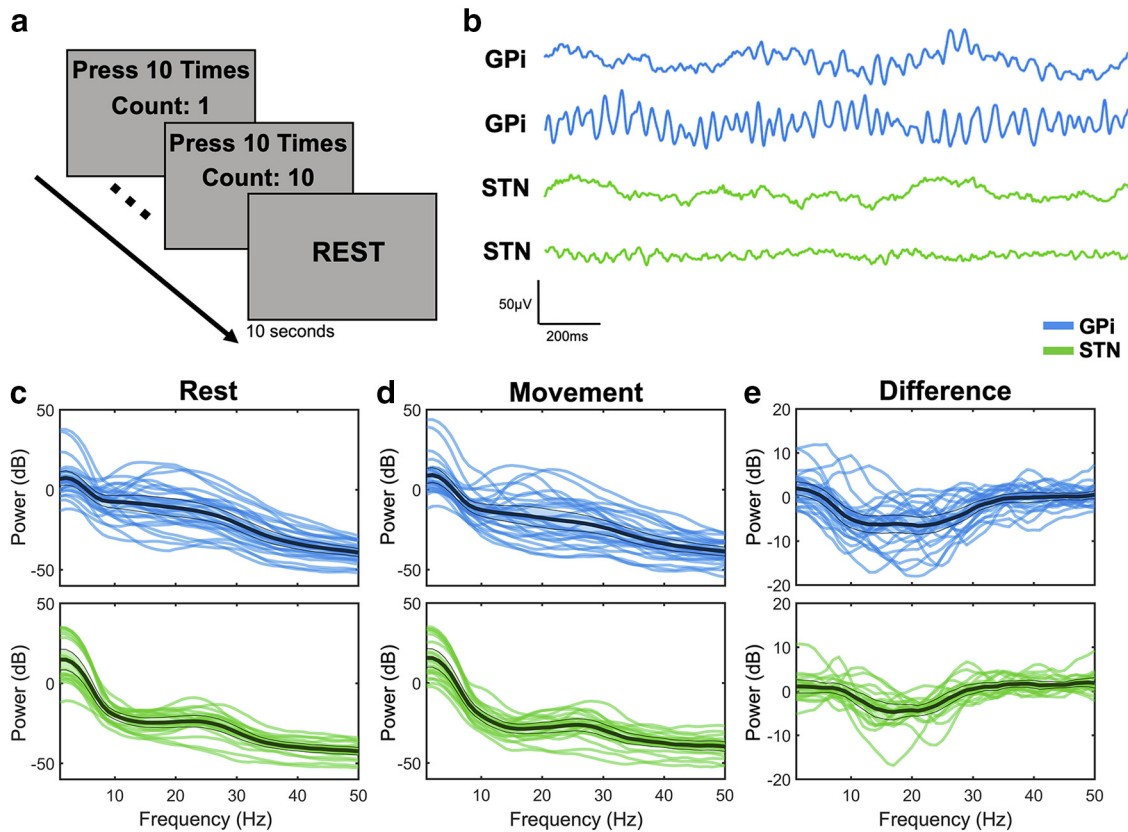 a
Press 10 Times
Count: 1
Press 10 Times
Count: 10
REST
10 seconds
b
GPi
GPi
STN
STN
50μV
200ms
GPi
STN
c
Rest
50
0
-50
Power (dB)
50
0
-50
Power (dB)
10 20 30 40 50
Frequency (Hz)
d
Movement
50
0
-50
Power (dB)
50
0
-50
Power (dB)
10 20 30 40 50
Frequency (Hz)
e
Difference
20
10
0
-10
-20
Power (dB)
20
10
0
-10
-20
Power (dB)
10 20 30 40 50
Frequency (Hz)